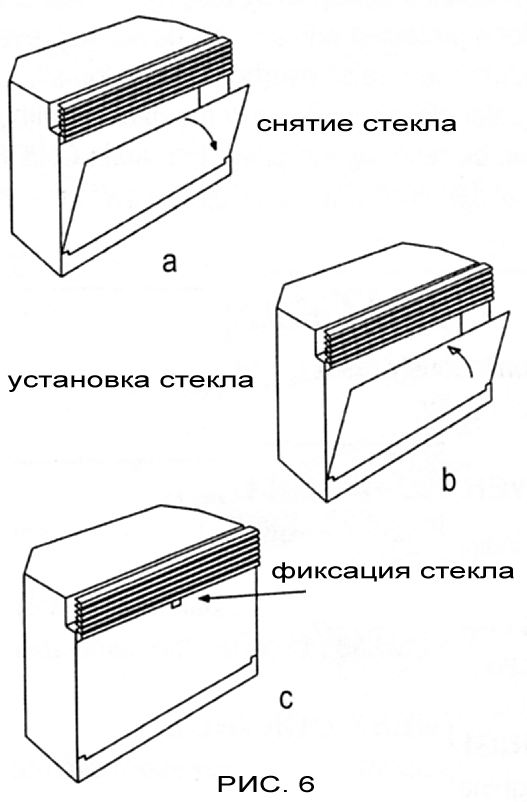 снятие стекла
a
установка стекла
b
фиксация стекла
c
РИС. 6